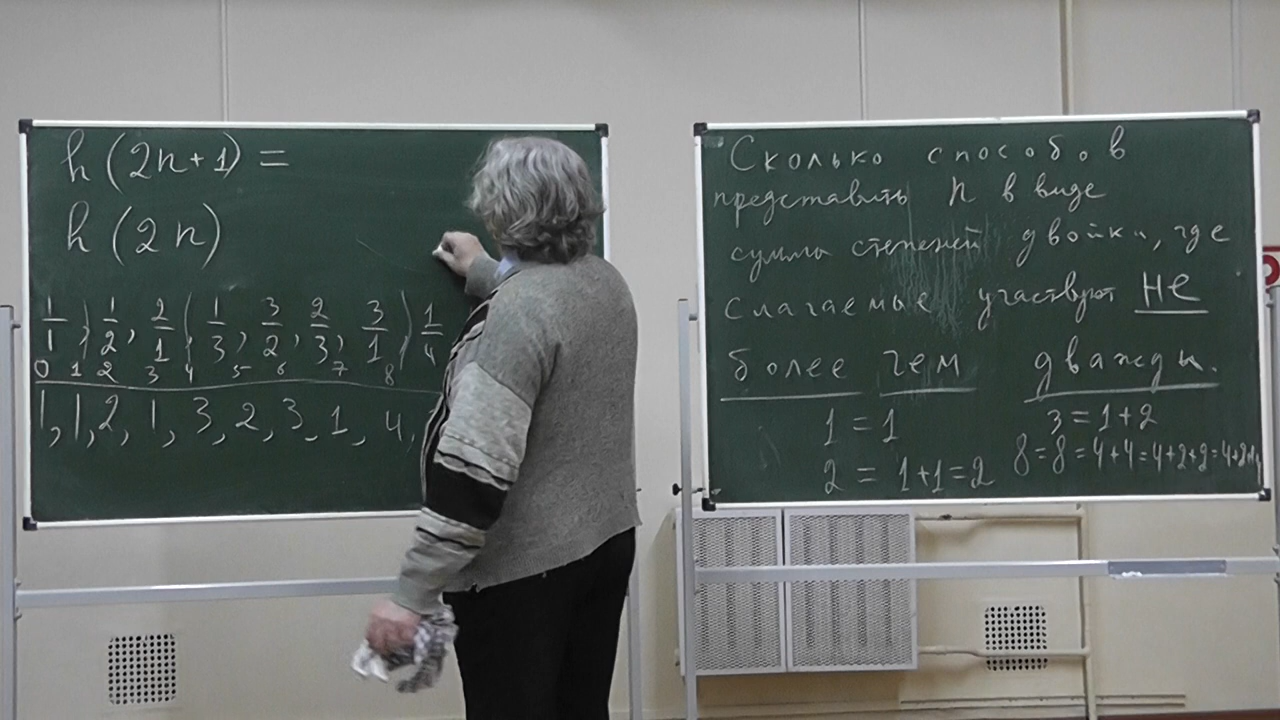 h(2n+1) =
h(2n)
1/1, 1/2, 2/1, 1/3, 3/2, 2/3, 3/1, 1/4
0 1 2 3 4 5 6 7 8
1, 1, 2, 1, 3, 2, 3, 1, 4,
Сколько способов
представить n в виде
сумма степеней двойки, где
слагаемые участвуют не
более чем дважды.
1 = 1
3 = 1+2
2 = 1+1 = 2
8 = 8 = 4+4 = 4+2+2 = 4+2+1